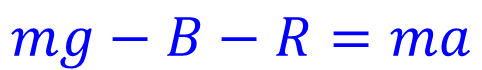 mg − B − R = ma